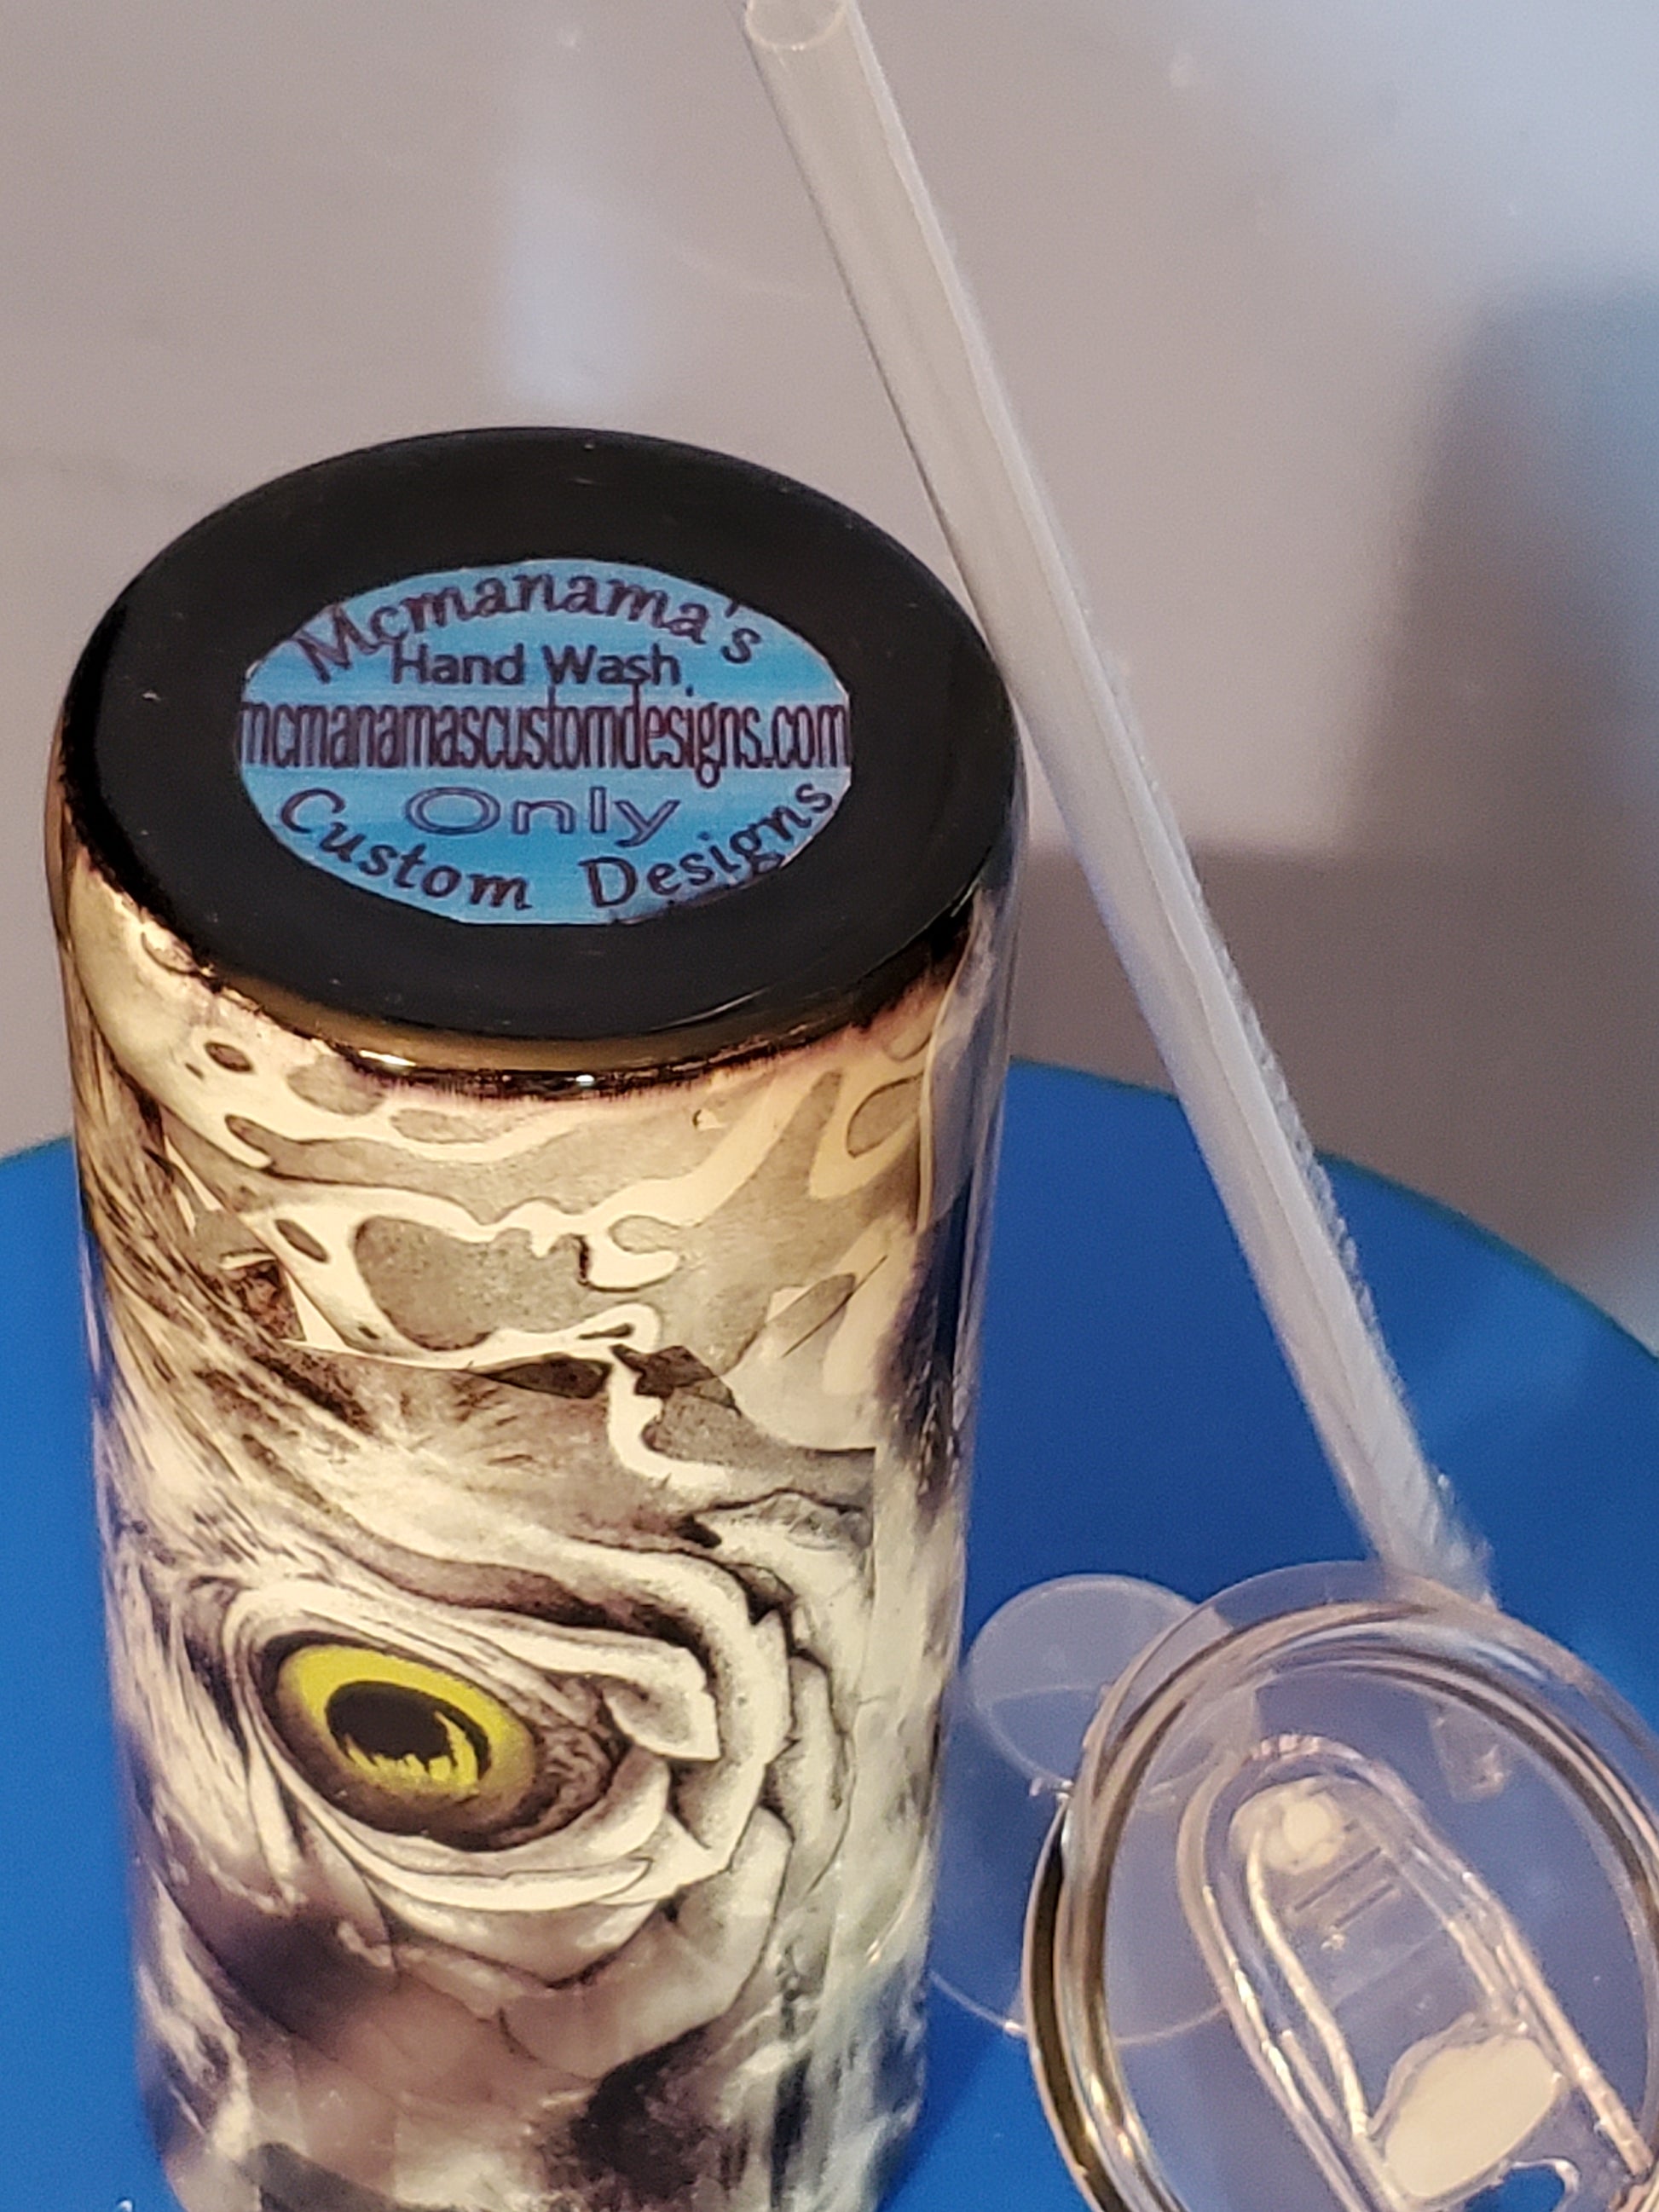 Mcmanama's
Hand Wash
mcmanamascustomdesigns.com
Only
Custom Designs